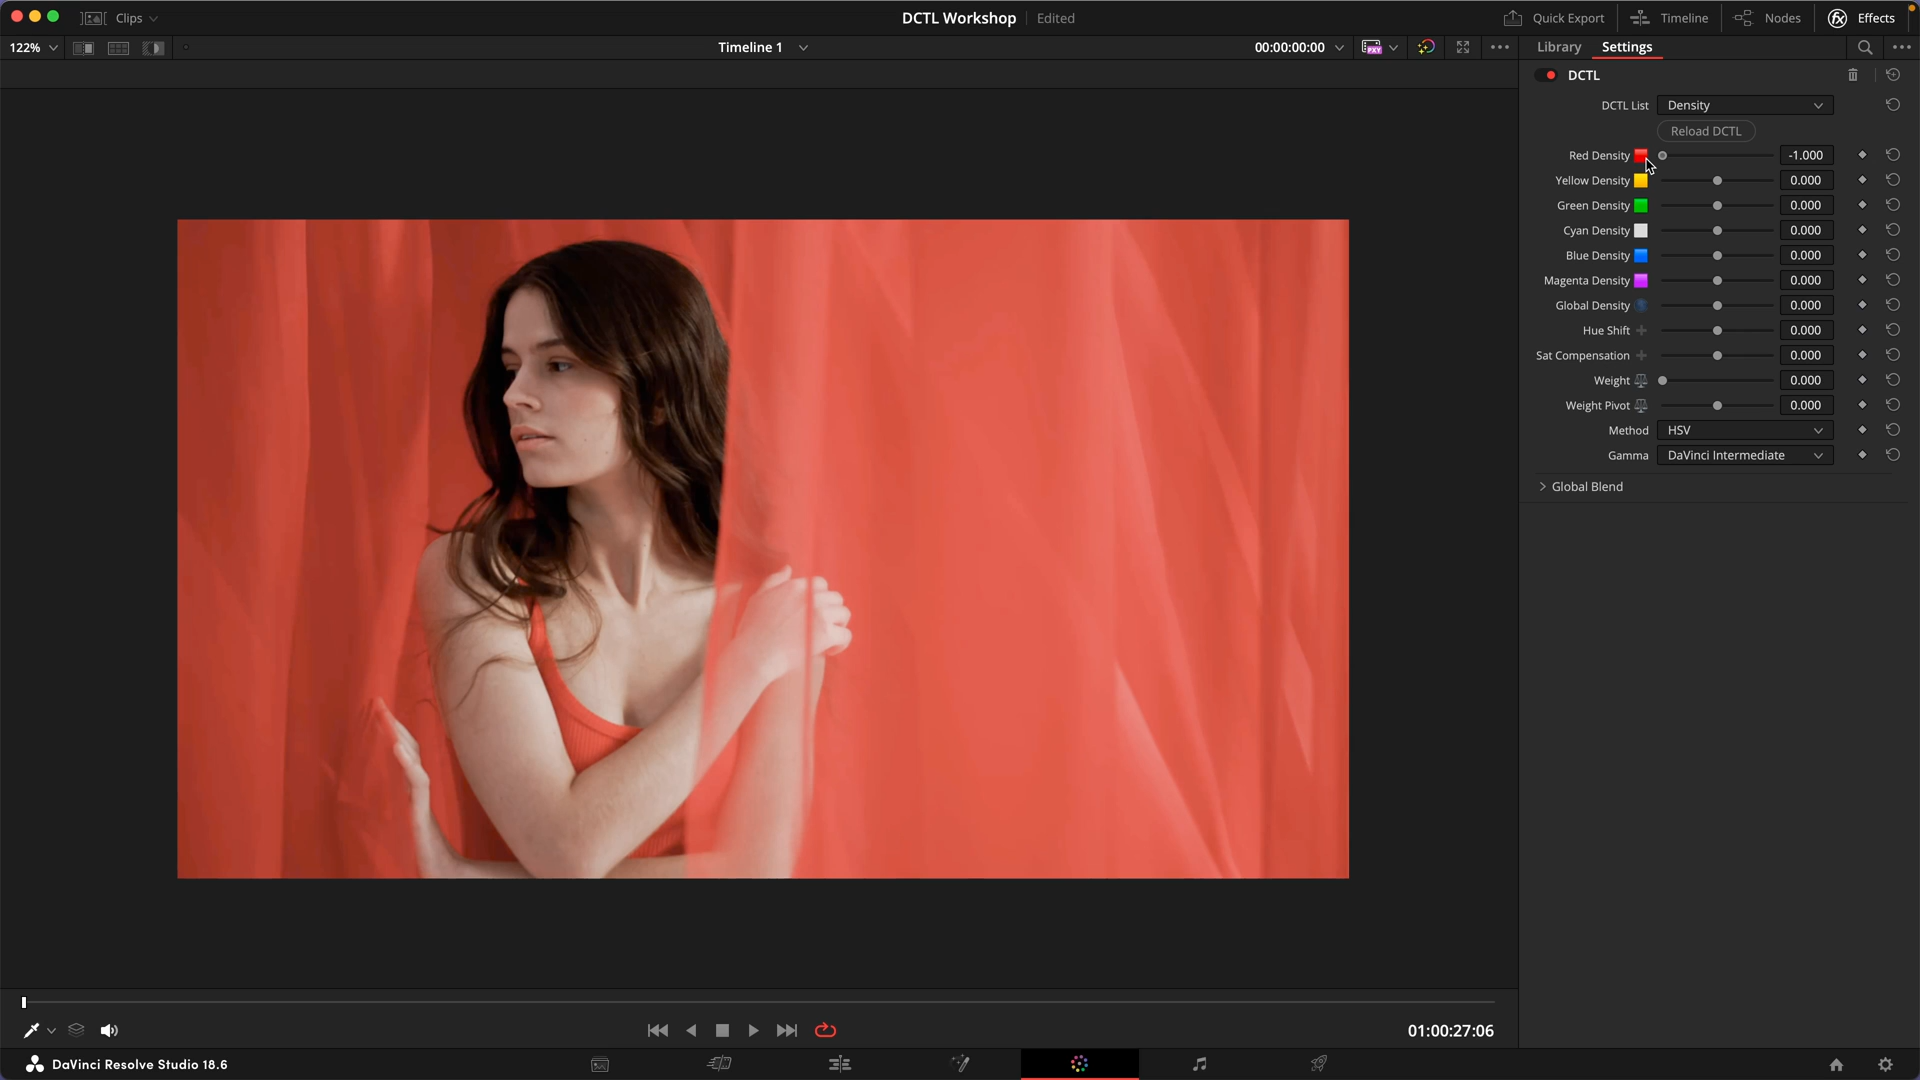 Clips
DCTL Workshop
Edited
Quick Export
Timeline
Nodes
Effects
122%
Timeline 1
00:00:00:00
PXY
Library
Settings
DCTL
DCTL List
Density
Reload DCTL
Red Density
-1.000
Yellow Density
0.000
Green Density
0.000
Cyan Density
0.000
Blue Density
0.000
Magenta Density
0.000
Global Density
0.000
Hue Shift
0.000
Sat Compensation
0.000
Weight
0.000
Weight Pivot
0.000
Method
HSV
Gamma
DaVinci Intermediate
Global Blend
01:00:27:06
DaVinci Resolve Studio 18.6